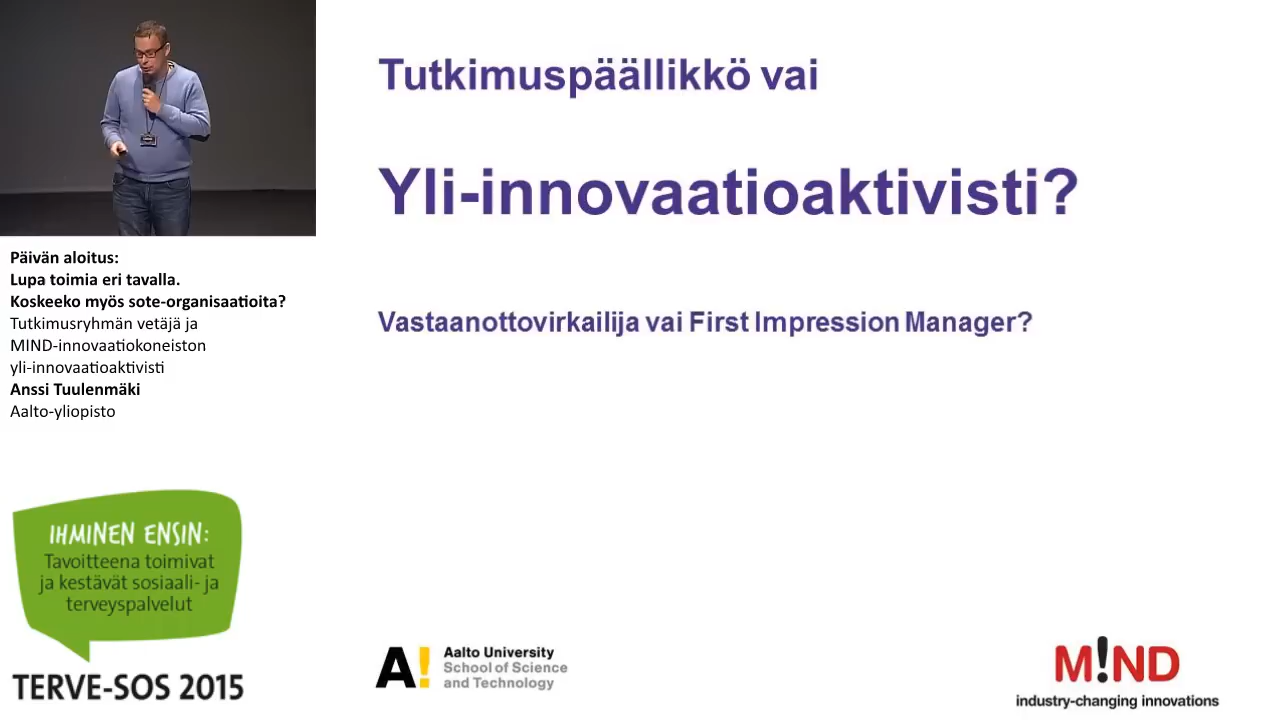 Tutkimuspäällikkö vai
Yli-innovaatioaktivisti?
Vastaanottovirkailija vai First Impression Manager?
Päivän aloitus:
Lupa toimia eri tavalla.
Koskeeko myös sote-organisaatioita?
Tutkimusryhmän vetäjä ja
MIND-innovaatiokoneiston
yli-innovaatioaktivisti
Anssi Tuulenmäki
Aalto-yliopisto
IHMINEN ENSIN:
Tavoitteena toimivat
ja kestävät sosiaali- ja
terveyspalvelut
TERVE-SOS 2015
A!
Aalto University
School of Science
and Technology
M!ND
industry-changing innovations